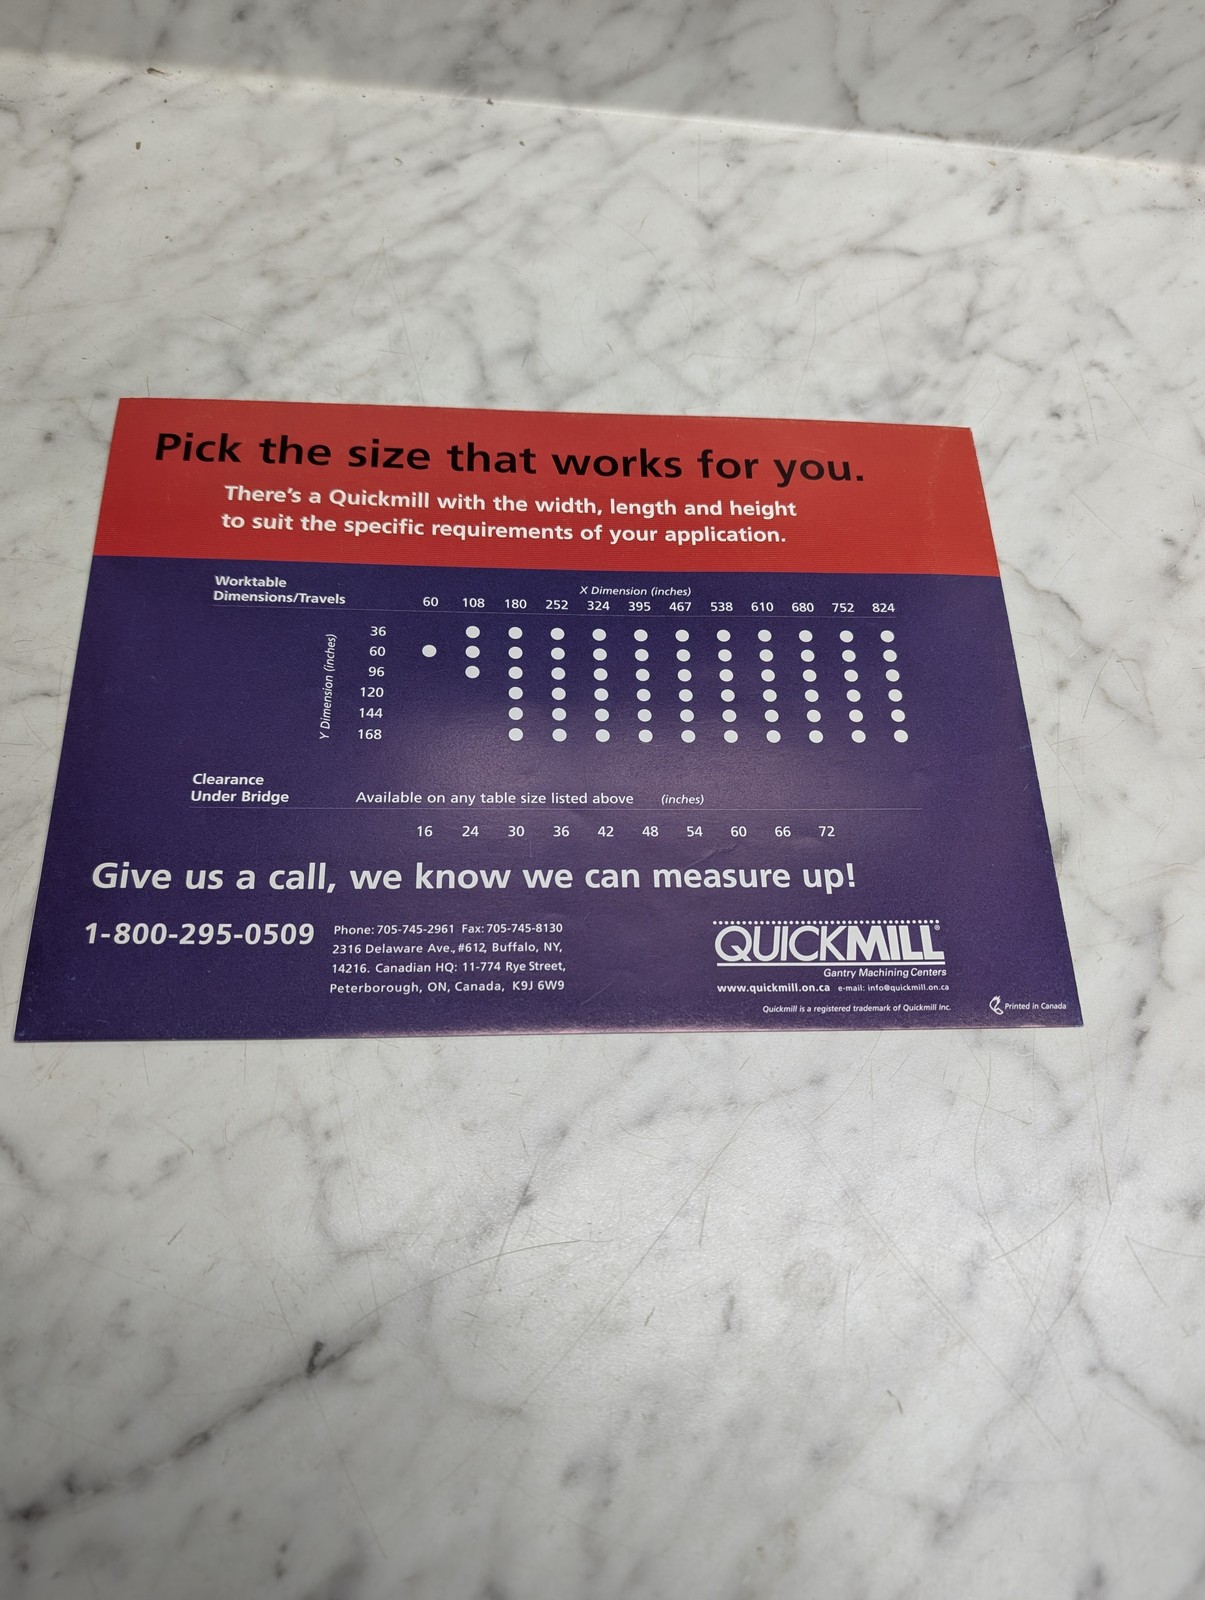 Pick the size that works for you.
There's a Quickmill with the width, length and height
to suit the specific requirements of your application.
Worktable
Dimensions/Travels
X Dimension (inches)
60 108 180 252 324 395 467 538 610 680 752 824
Y Dimension (inches)
36
60
96
120
144
168
Clearance
Under Bridge
Available on any table size listed above (inches)
16 24 30 36 42 48 54 60 66 72
Give us a call, we know we can measure up!
1-800-295-0509
Phone: 705-745-2961 Fax: 705-745-8130
2316 Delaware Ave., #612, Buffalo, NY,
14216. Canadian HQ: 11-774 Rye Street,
Peterborough, ON, Canada, K9J 6W9
QUICKMILL®
Gantry Machining Centers
www.quickmill.on.ca e-mail: info@quickmill.on.ca
Quickmill is a registered trademark of Quickmill Inc.
Printed in Canada